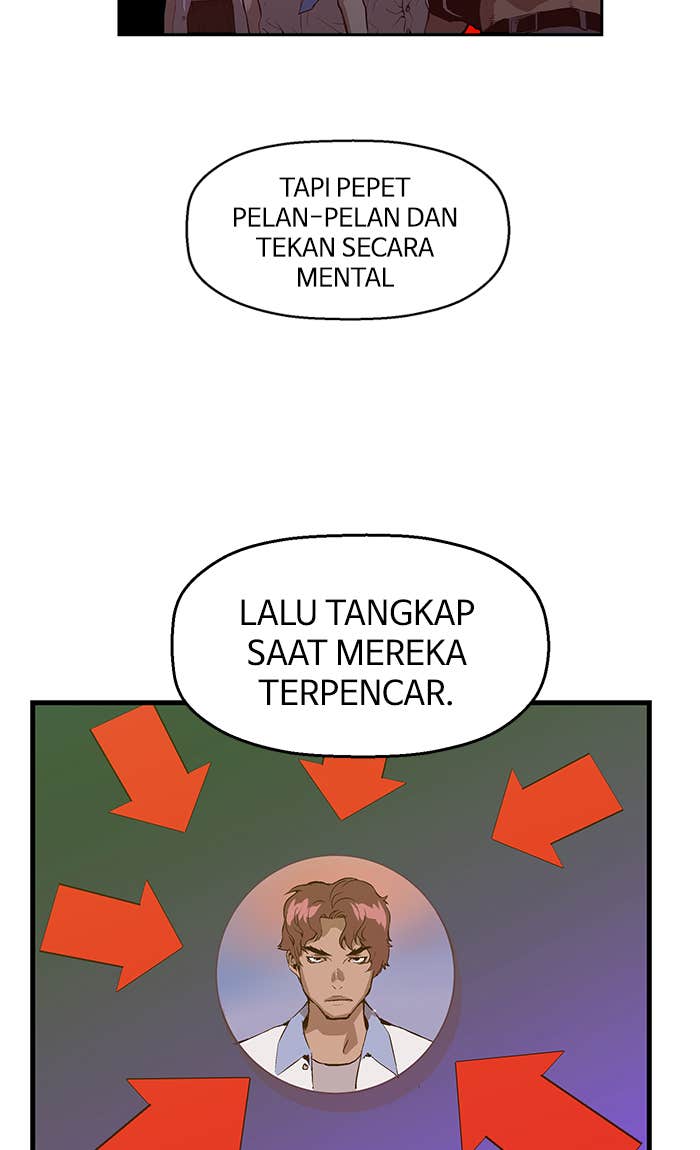 TAPI PEPET
PELAN-PELAN DAN
TEKAN SECARA
MENTAL
LALU TANGKAP
SAAT MEREKA
TERPENCAR.